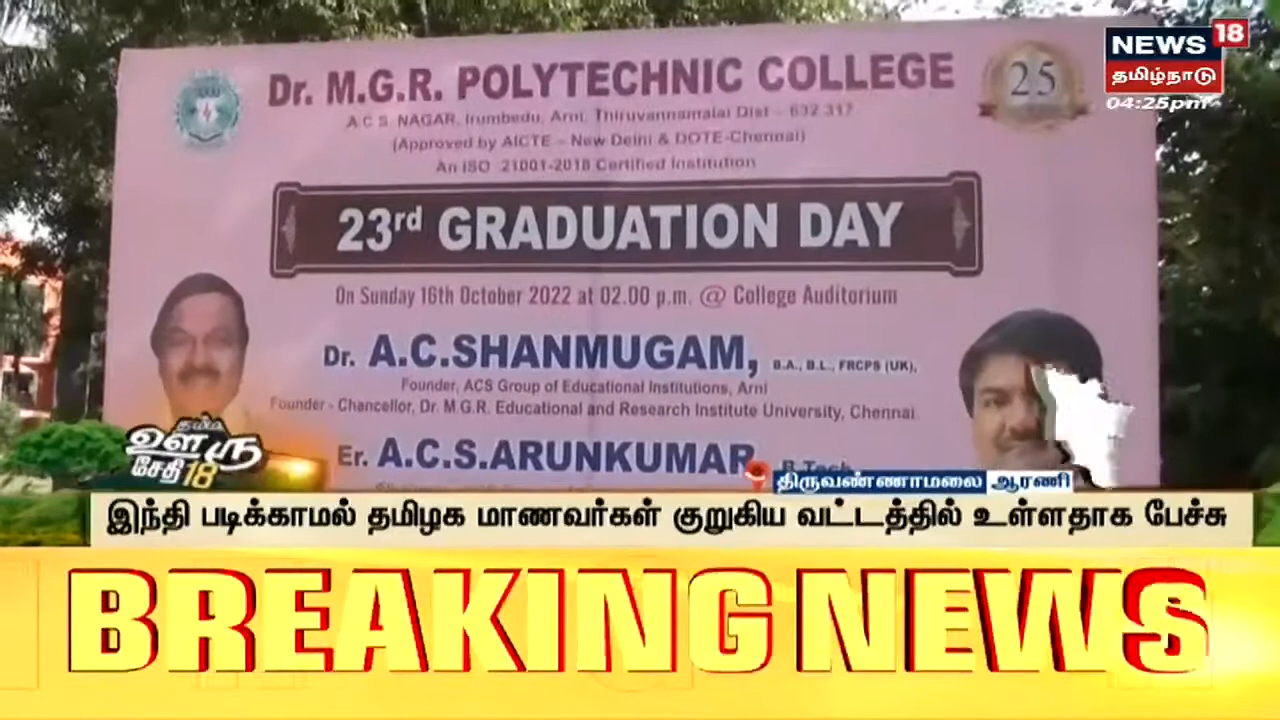 Dr. M.G.R. POLYTECHNIC COLLEGE
25
A.C.S. NAGAR, Irumbedu, Arni, Thiruvannamalai Dist - 632 317
(Approved by AICTE - New Delhi & DOTE-Chennai)
An ISO 21001-2018 Certified Institution
23rd GRADUATION DAY
On Sunday 16th October 2022 at 02.00 p.m. @ College Auditorium
Dr. A.C.SHANMUGAM, B.A., B.L., FRCPS (UK),
Founder, ACS Group of Educational Institutions, Arni
Founder - Chancellor, Dr. M.G.R. Educational and Research Institute University, Chennai
Er. A.C.S.ARUNKUMAR B.Tech
NEWS 18
தமிழ்நாடு
04:25pm
ஊரு
சேதி 18
திருவண்ணாமலை ஆரணி
இந்தி படிக்காமல் தமிழக மாணவர்கள் குறுகிய வட்டத்தில் உள்ளதாக பேச்சு
BREAKING NEWS